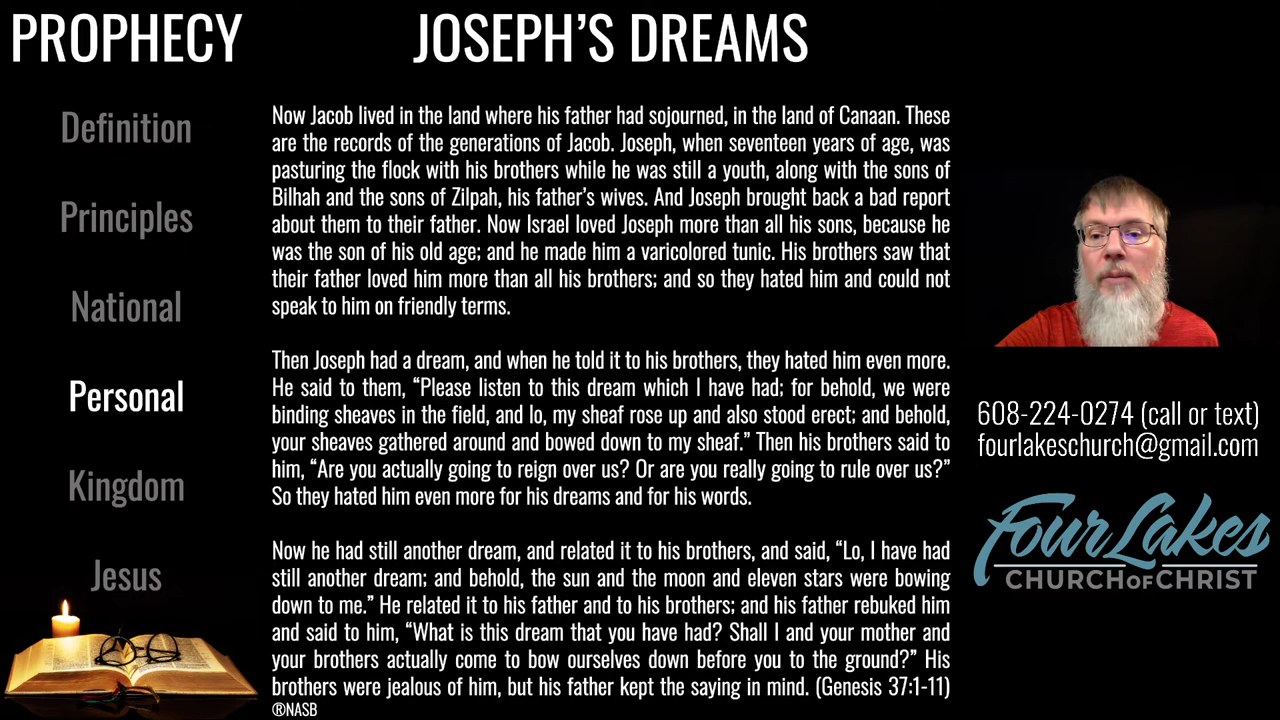 PROPHECY
JOSEPH’S DREAMS
Definition
Principles
National
Personal
Kingdom
Jesus
Now Jacob lived in the land where his father had sojourned, in the land of Canaan. These
are the records of the generations of Jacob. Joseph, when seventeen years of age, was
pasturing the flock with his brothers while he was still a youth, along with the sons of
Bilhah and the sons of Zilpah, his father’s wives. And Joseph brought back a bad report
about them to their father. Now Israel loved Joseph more than all his sons, because he
was the son of his old age; and he made him a varicolored tunic. His brothers saw that
their father loved him more than all his brothers; and so they hated him and could not
speak to him on friendly terms.
Then Joseph had a dream, and when he told it to his brothers, they hated him even more.
He said to them, “Please listen to this dream which I have had; for behold, we were
binding sheaves in the field, and lo, my sheaf rose up and also stood erect; and behold,
your sheaves gathered around and bowed down to my sheaf.” Then his brothers said to
him, “Are you actually going to reign over us? Or are you really going to rule over us?”
So they hated him even more for his dreams and for his words.
Now he had still another dream, and related it to his brothers, and said, “Lo, I have had
still another dream; and behold, the sun and the moon and eleven stars were bowing
down to me.” He related it to his father and to his brothers; and his father rebuked him
and said to him, “What is this dream that you have had? Shall I and your mother and
your brothers actually come to bow ourselves down before you to the ground?” His
brothers were jealous of him, but his father kept the saying in mind. (Genesis 37:1-11)
®NASB
608-224-0274 (call or text)
fourlakeschurch@gmail.com
Four Lakes
CHURCH OF CHRIST